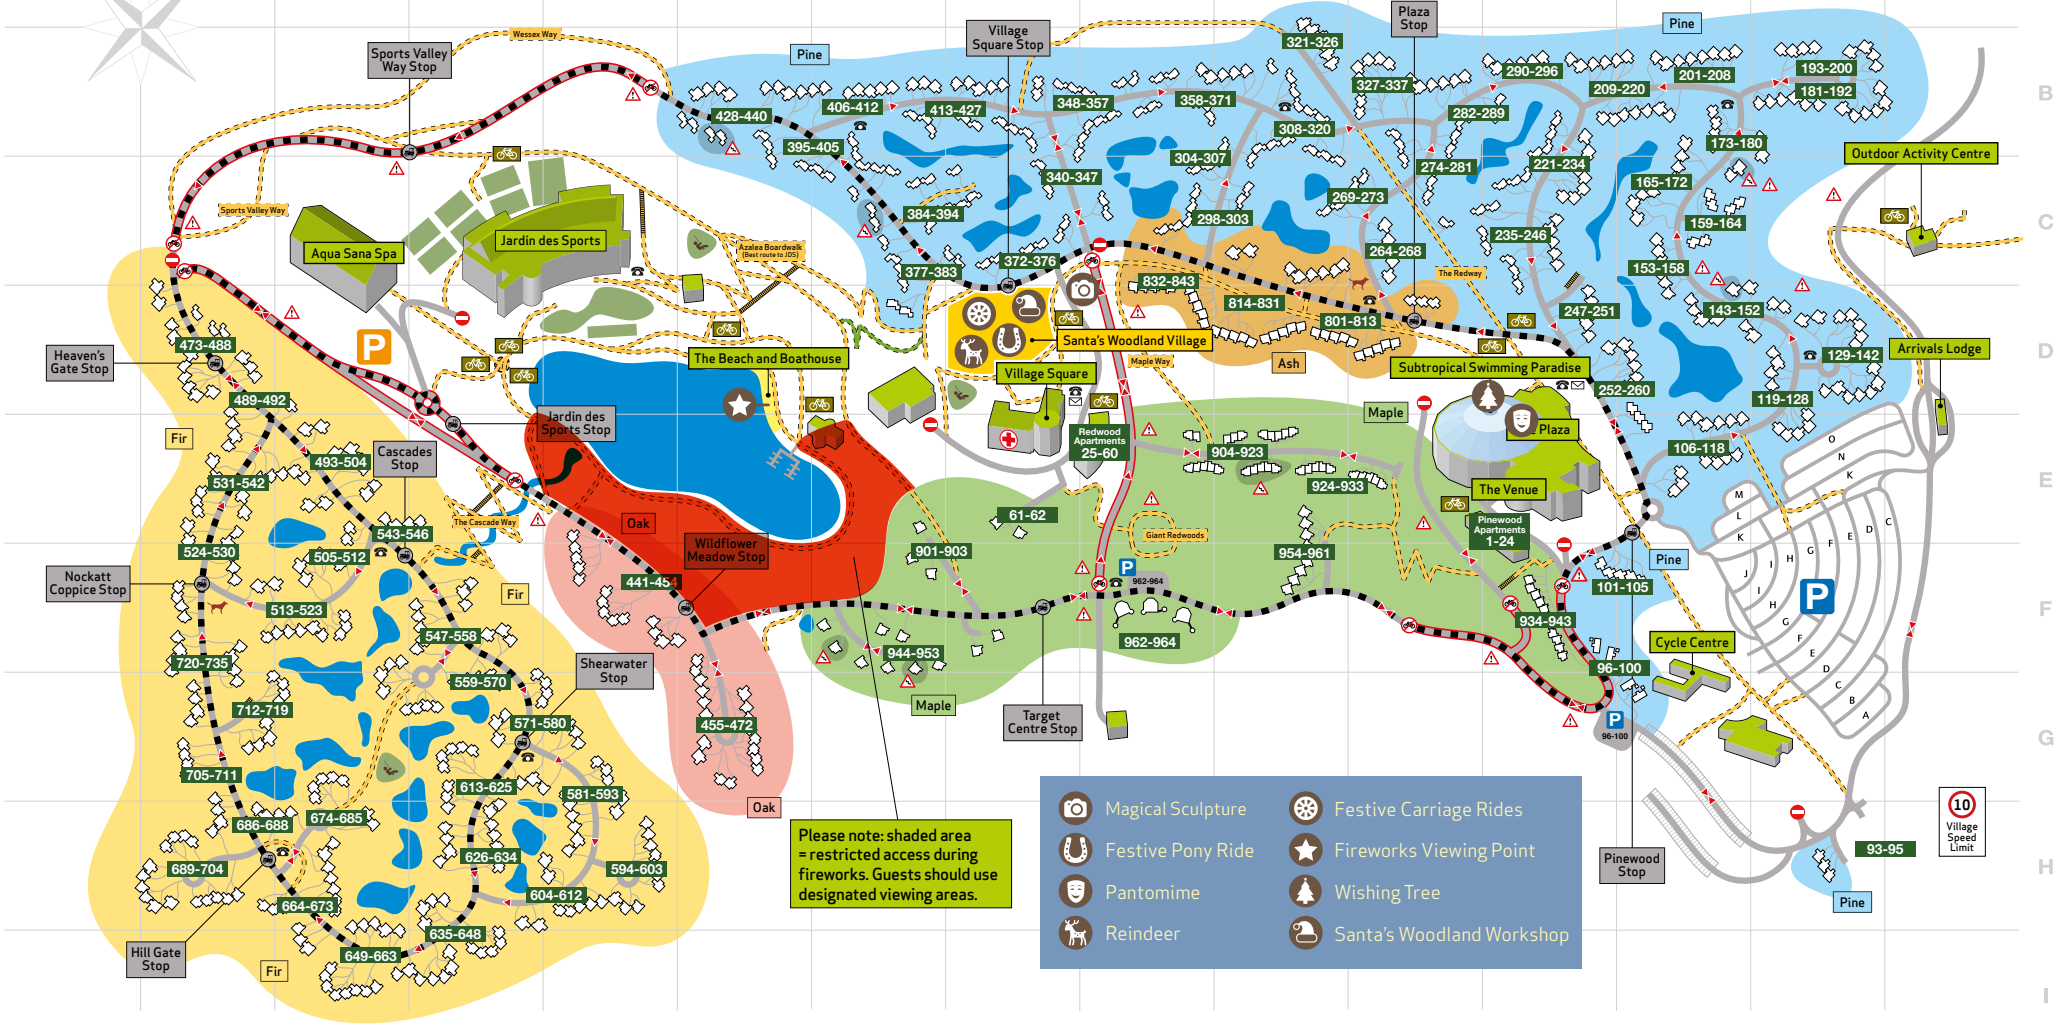 Wessex Way
Sports Valley
Way Stop
Village
Square Stop
Plaza
Stop
Pine
Pine
321-326
327-337
290-296
201-208
193-200
209-220
181-192
B
428-440
406-412
413-427
348-357
358-371
282-289
308-320
395-405
173-180
304-307
274-281
221-234
Outdoor Activity Centre
340-347
165-172
269-273
384-394
298-303
159-164
C
Sports Valley Way
Aqua Sana Spa
Jardin des Sports
Azalea Boardwalk
(Best route to JDS)
235-246
264-268
377-383
372-376
The Redway
153-158
832-843
814-831
801-813
247-251
143-152
P
Santa's Woodland Village
473-488
Heaven's
Gate Stop
The Beach and Boathouse
Maple Way
Ash
Subtropical Swimming Paradise
129-142
Arrivals Lodge
D
Village Square
252-260
119-128
489-492
Jardin des
Sports Stop
Maple
Plaza
Redwood
Apartments
25-60
Fir
Cascades
Stop
493-504
904-923
106-118
O
N
K
E
531-542
924-933
The Venue
M
L
K
The Cascade Way
Oak
61-62
Pinewood
Apartments
1-24
E
D
C
543-546
Giant Redwoods
524-530
505-512
Wildflower
Meadow Stop
901-903
954-961
Pine
H
G
F
I
J
Nockatt
Coppice Stop
441-454
P
962-964
101-105
P
Fir
513-523
I
H
G
F
E
D
C
B
A
F
547-558
962-964
934-943
Cycle Centre
720-735
944-953
96-100
Shearwater
Stop
559-570
712-719
Maple
Target
Centre Stop
571-580
455-472
P
96-100
G
705-711
613-625
581-593
Oak
686-688
674-685
Magical Sculpture
Festive Carriage Rides
Festive Pony Ride
Fireworks Viewing Point
Pantomime
Wishing Tree
Reindeer
Santa's Woodland Workshop
Please note: shaded area
= restricted access during
fireworks. Guests should use
designated viewing areas.
10
Village
Speed
Limit
93-95
Pinewood
Stop
H
689-704
626-634
594-603
604-612
664-673
Pine
635-648
649-663
Hill Gate
Stop
Fir
I